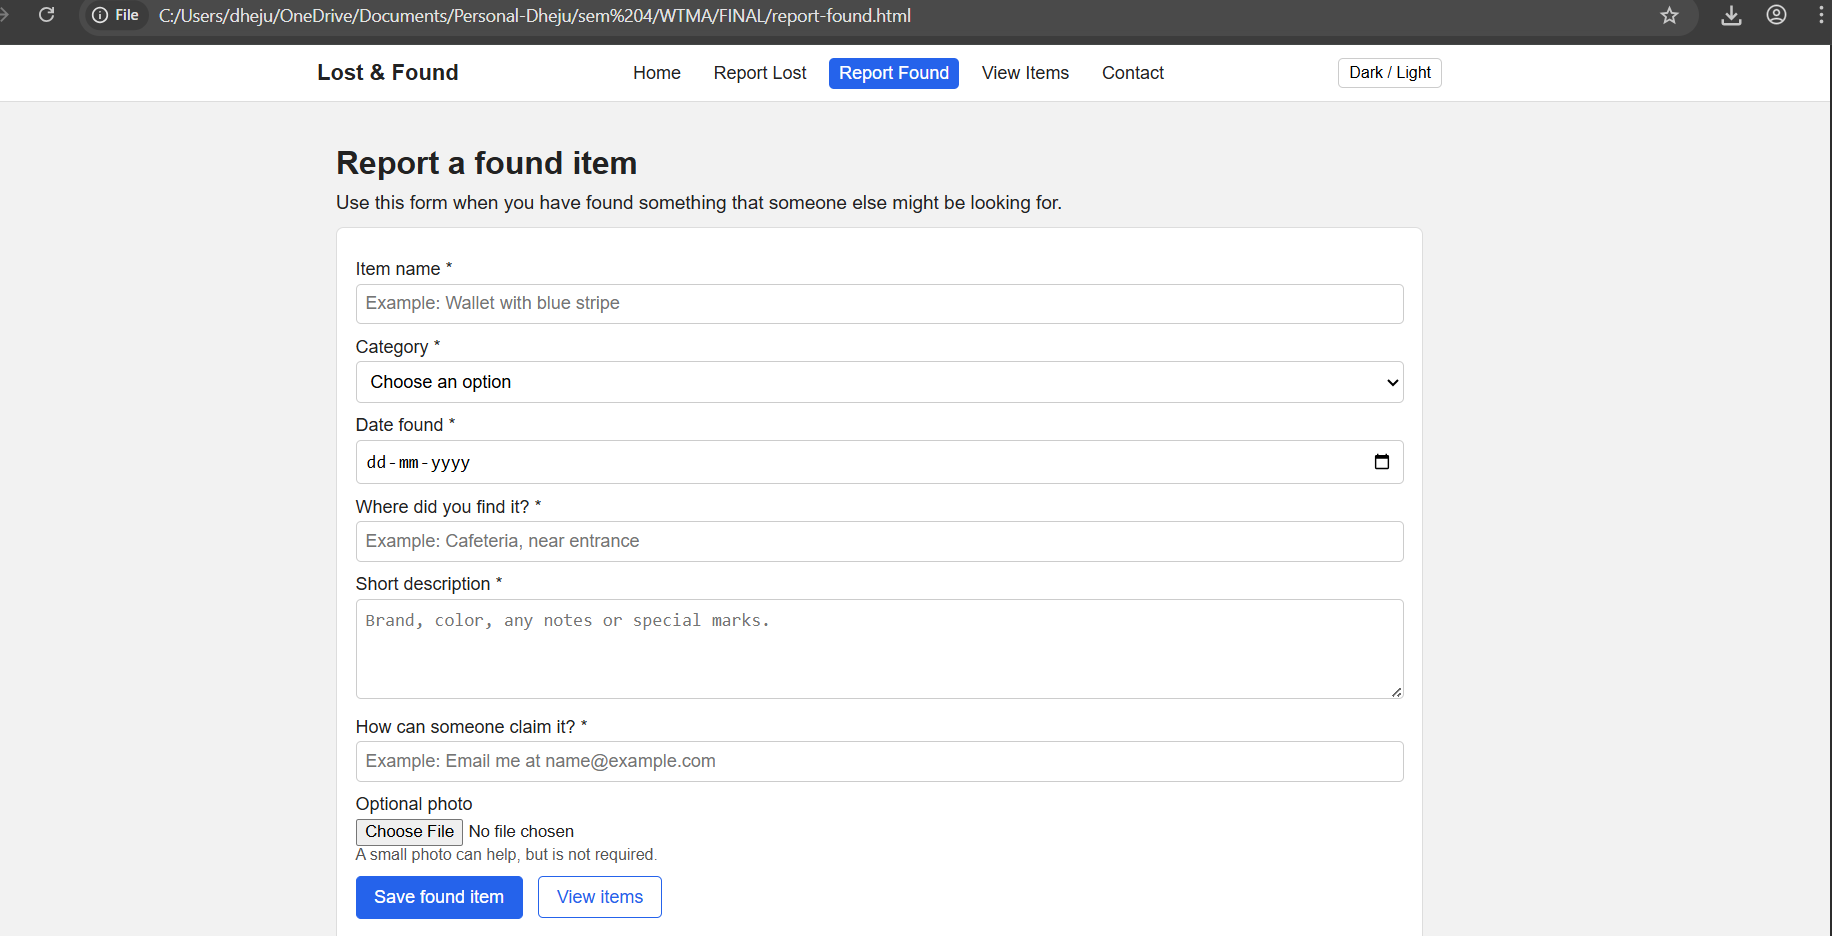 File C:/Users/dheju/OneDrive/Documents/Personal-Dheju/sem%204/WTMA/FINAL/report-found.html
Lost & Found Home Report Lost Report Found View Items Contact Dark / Light
Report a found item
Use this form when you have found something that someone else might be looking for.
Item name *
Example: Wallet with blue stripe
Category *
Choose an option
Date found *
dd-mm-yyyy
Where did you find it? *
Example: Cafeteria, near entrance
Short description *
Brand, color, any notes or special marks.
How can someone claim it? *
Example: Email me at name@example.com
Optional photo
Choose File No file chosen
A small photo can help, but is not required.
Save found item View items